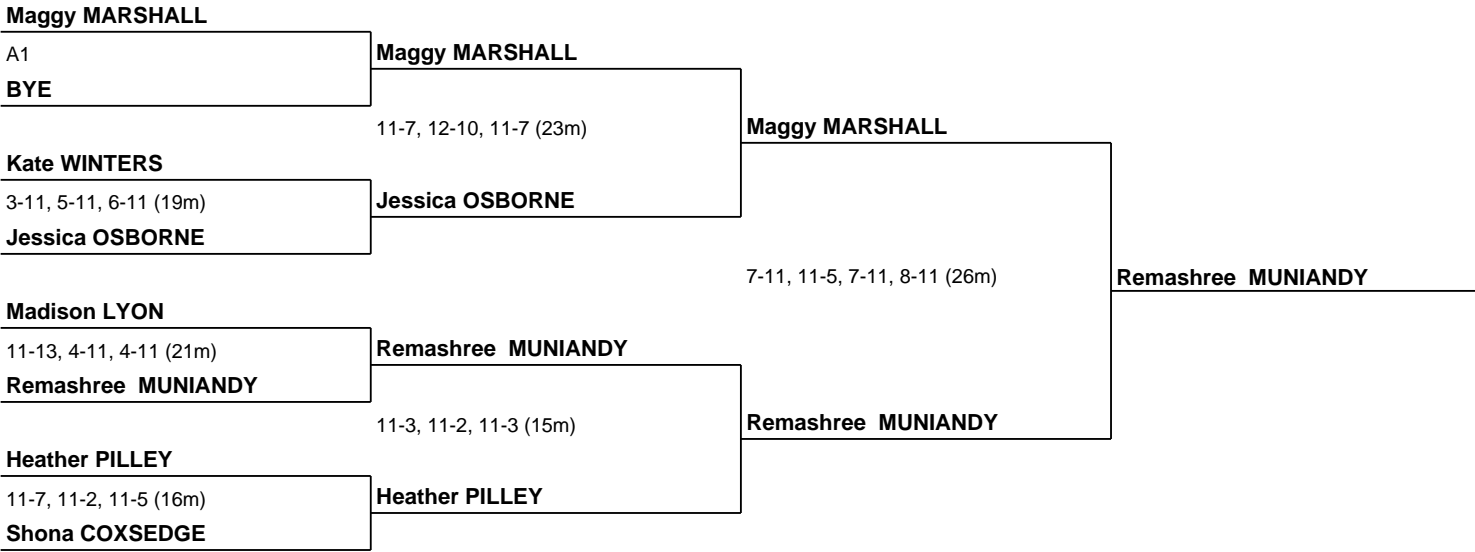 Maggy MARSHALL
A1
BYE
Kate WINTERS
3-11, 5-11, 6-11 (19m)
Jessica OSBORNE
Madison LYON
11-13, 4-11, 4-11 (21m)
Remashree MUNIANDY
Heather PILLEY
11-7, 11-2, 11-5 (16m)
Shona COXSEDGE
Maggy MARSHALL
11-7, 12-10, 11-7 (23m)
Jessica OSBORNE
Remashree MUNIANDY
11-3, 11-2, 11-3 (15m)
Heather PILLEY
Maggy MARSHALL
7-11, 11-5, 7-11, 8-11 (26m)
Remashree MUNIANDY
Remashree MUNIANDY